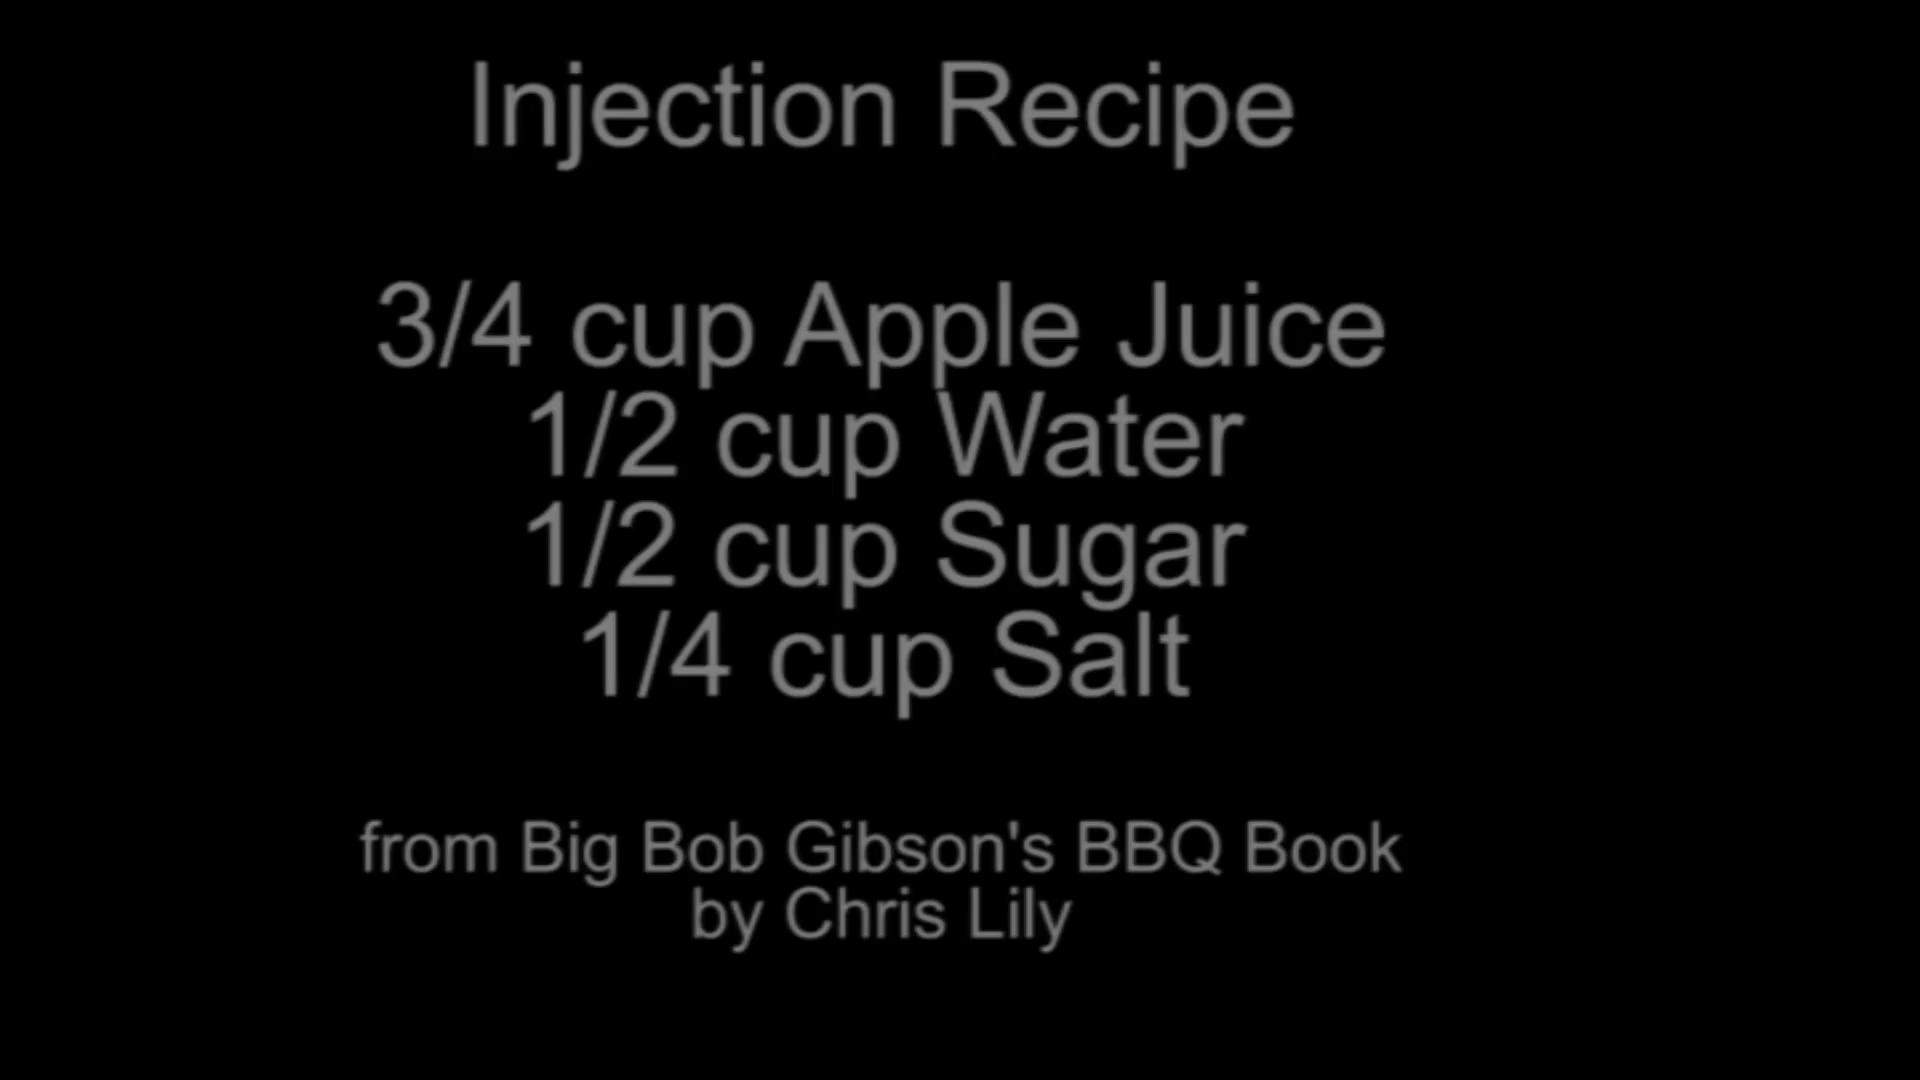 Injection Recipe
3/4 cup Apple Juice
1/2 cup Water
1/2 cup Sugar
1/4 cup Salt
from Big Bob Gibson's BBQ Book
by Chris Lily